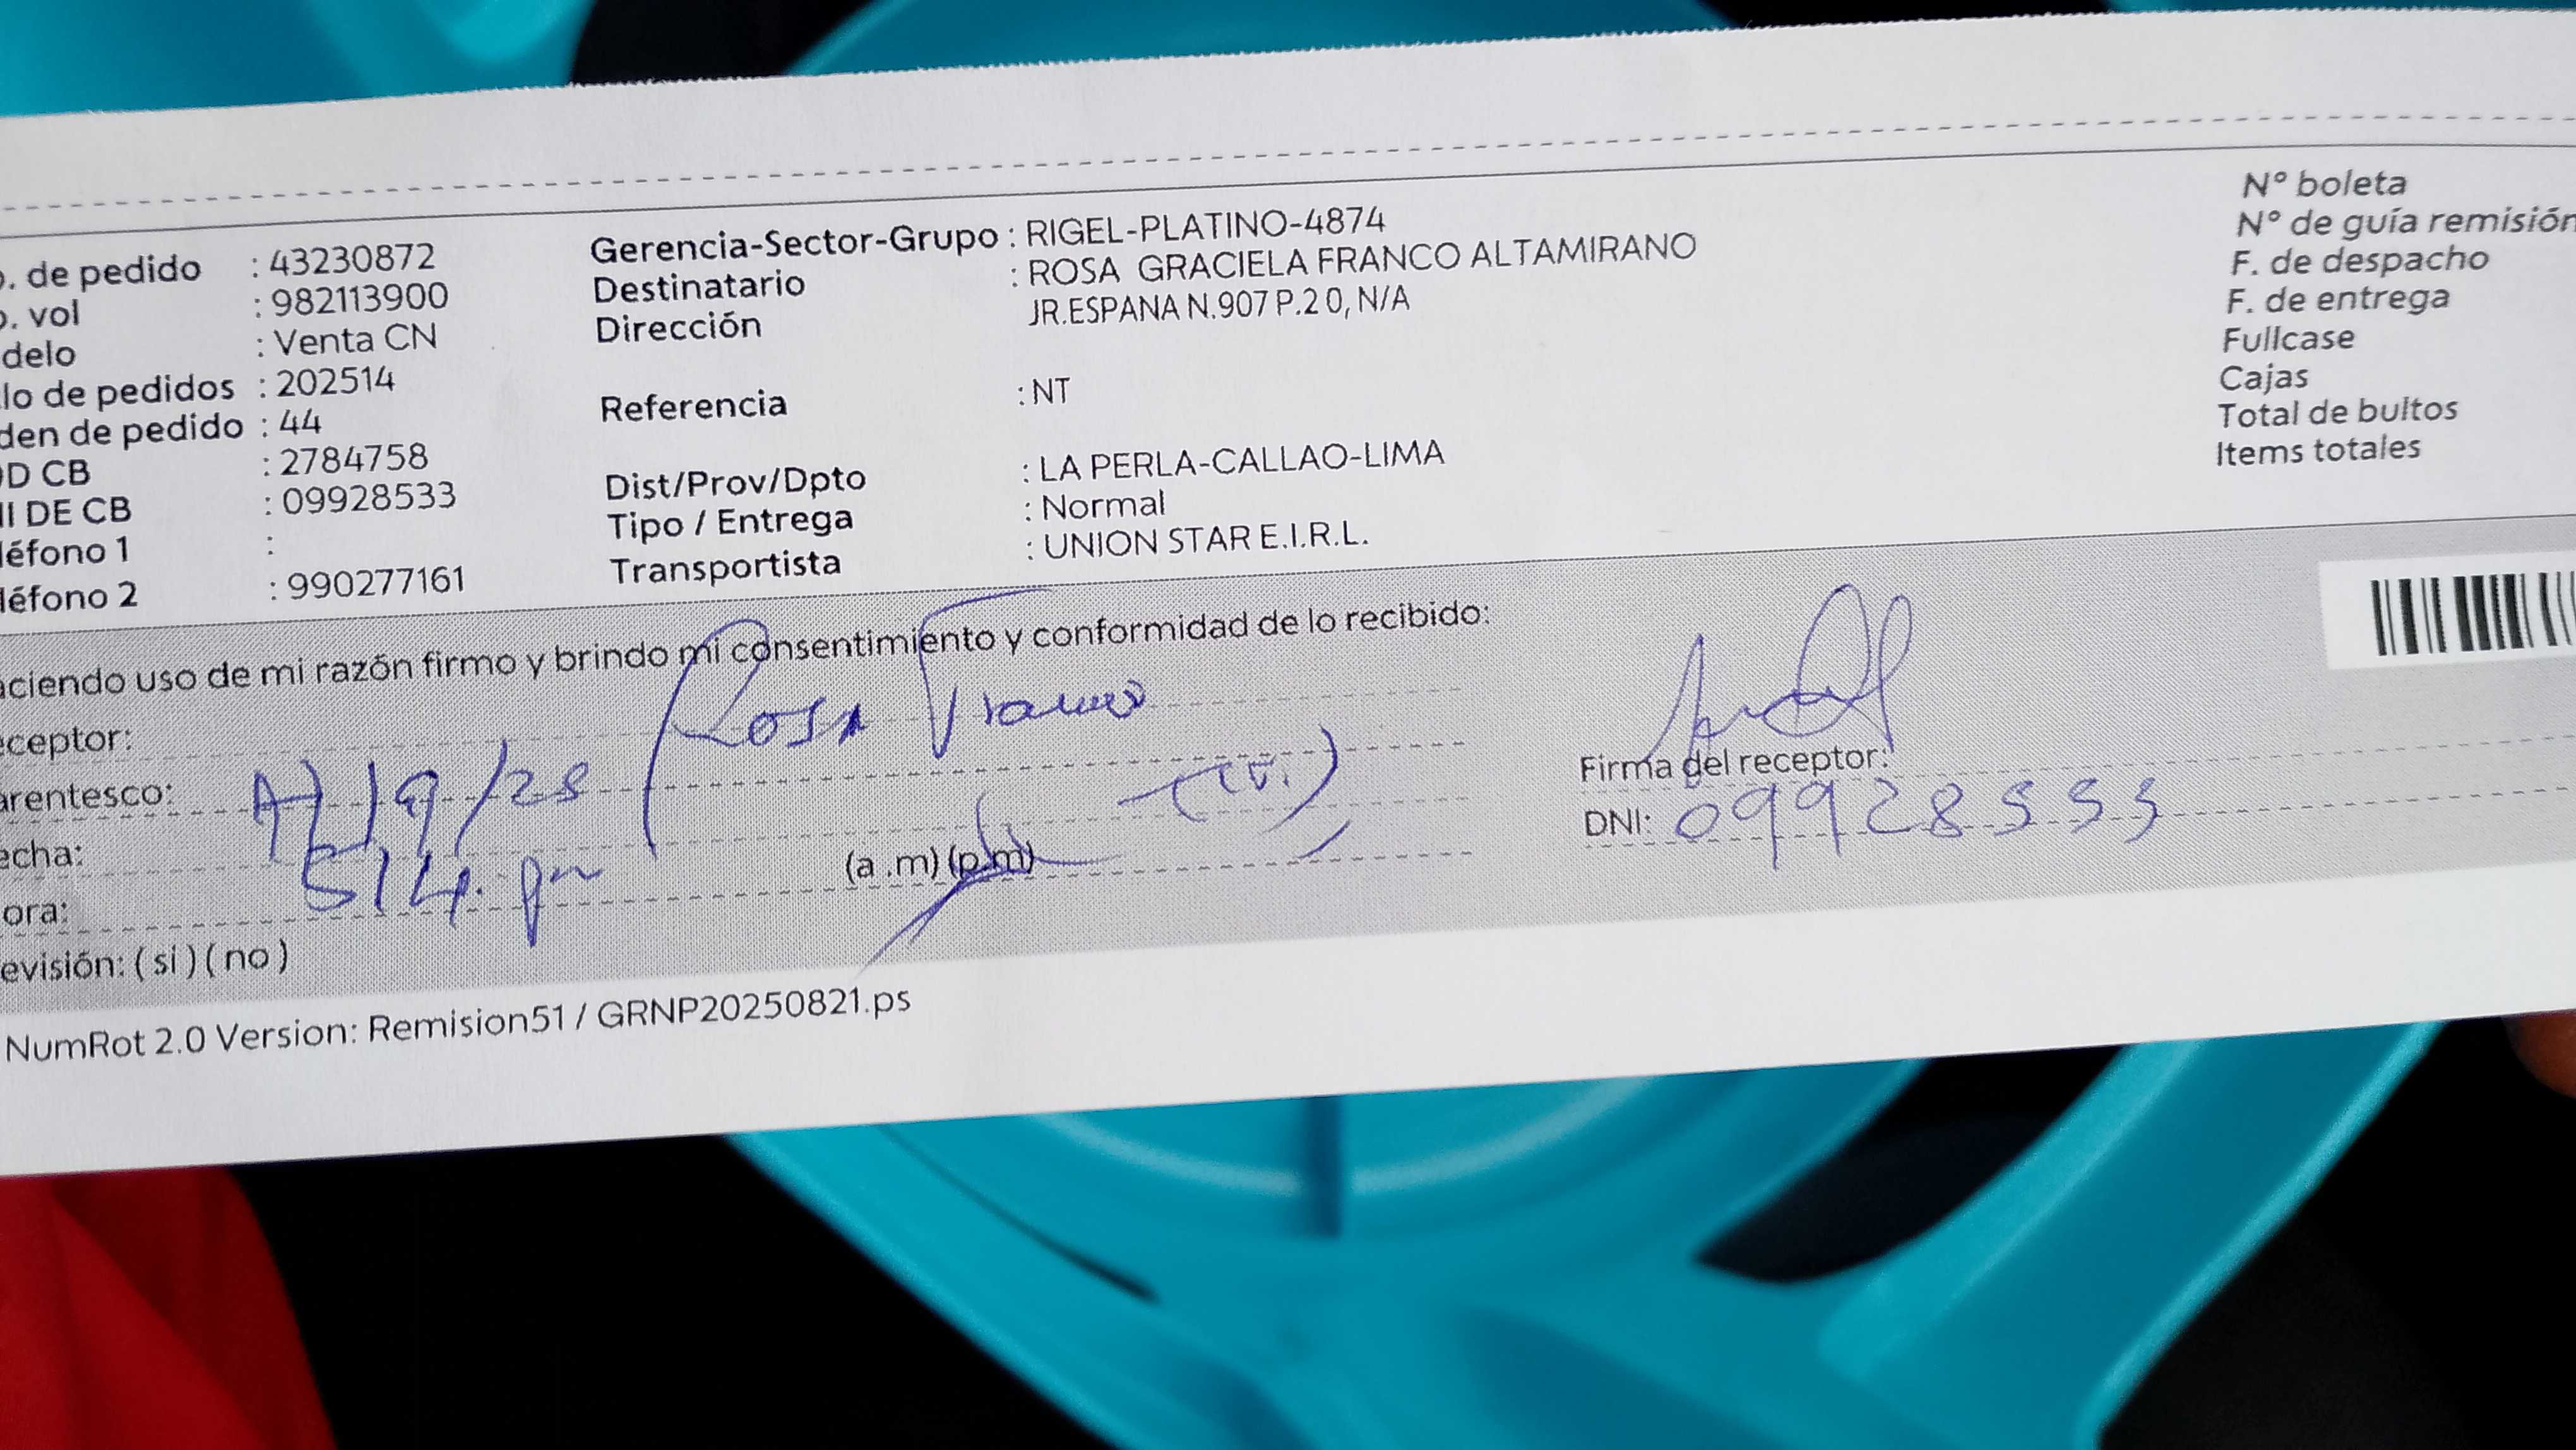 o. de pedido : 43230872
o. vol : 982113900
delo : Venta CN
lo de pedidos : 202514
den de pedido : 44
D CB : 2784758
I DE CB : 09928533
léfono 1 :
léfono 2 : 990277161
Gerencia-Sector-Grupo : RIGEL-PLATINO-4874
Destinatario : ROSA GRACIELA FRANCO ALTAMIRANO
Dirección JR.ESPANA N.907 P.2 0, N/A
Referencia : NT
Dist/Prov/Dpto : LA PERLA-CALLAO-LIMA
Tipo / Entrega : Normal
Transportista : UNION STAR E.I.R.L.
N° boleta
N° de guía remisión
F. de despacho
F. de entrega
Fullcase
Cajas
Total de bultos
Items totales
aciendo uso de mi razón firmo y brindo mi consentimiento y conformidad de lo recibido:
eceptor: Rosa Franco
arentesco:
echa:
ora: 514. pm (a .m) (p.m)
evisión: ( si ) ( no )
Firma del receptor:
DNI: 09928533
NumRot 2.0 Version: Remision51 / GRNP20250821.ps